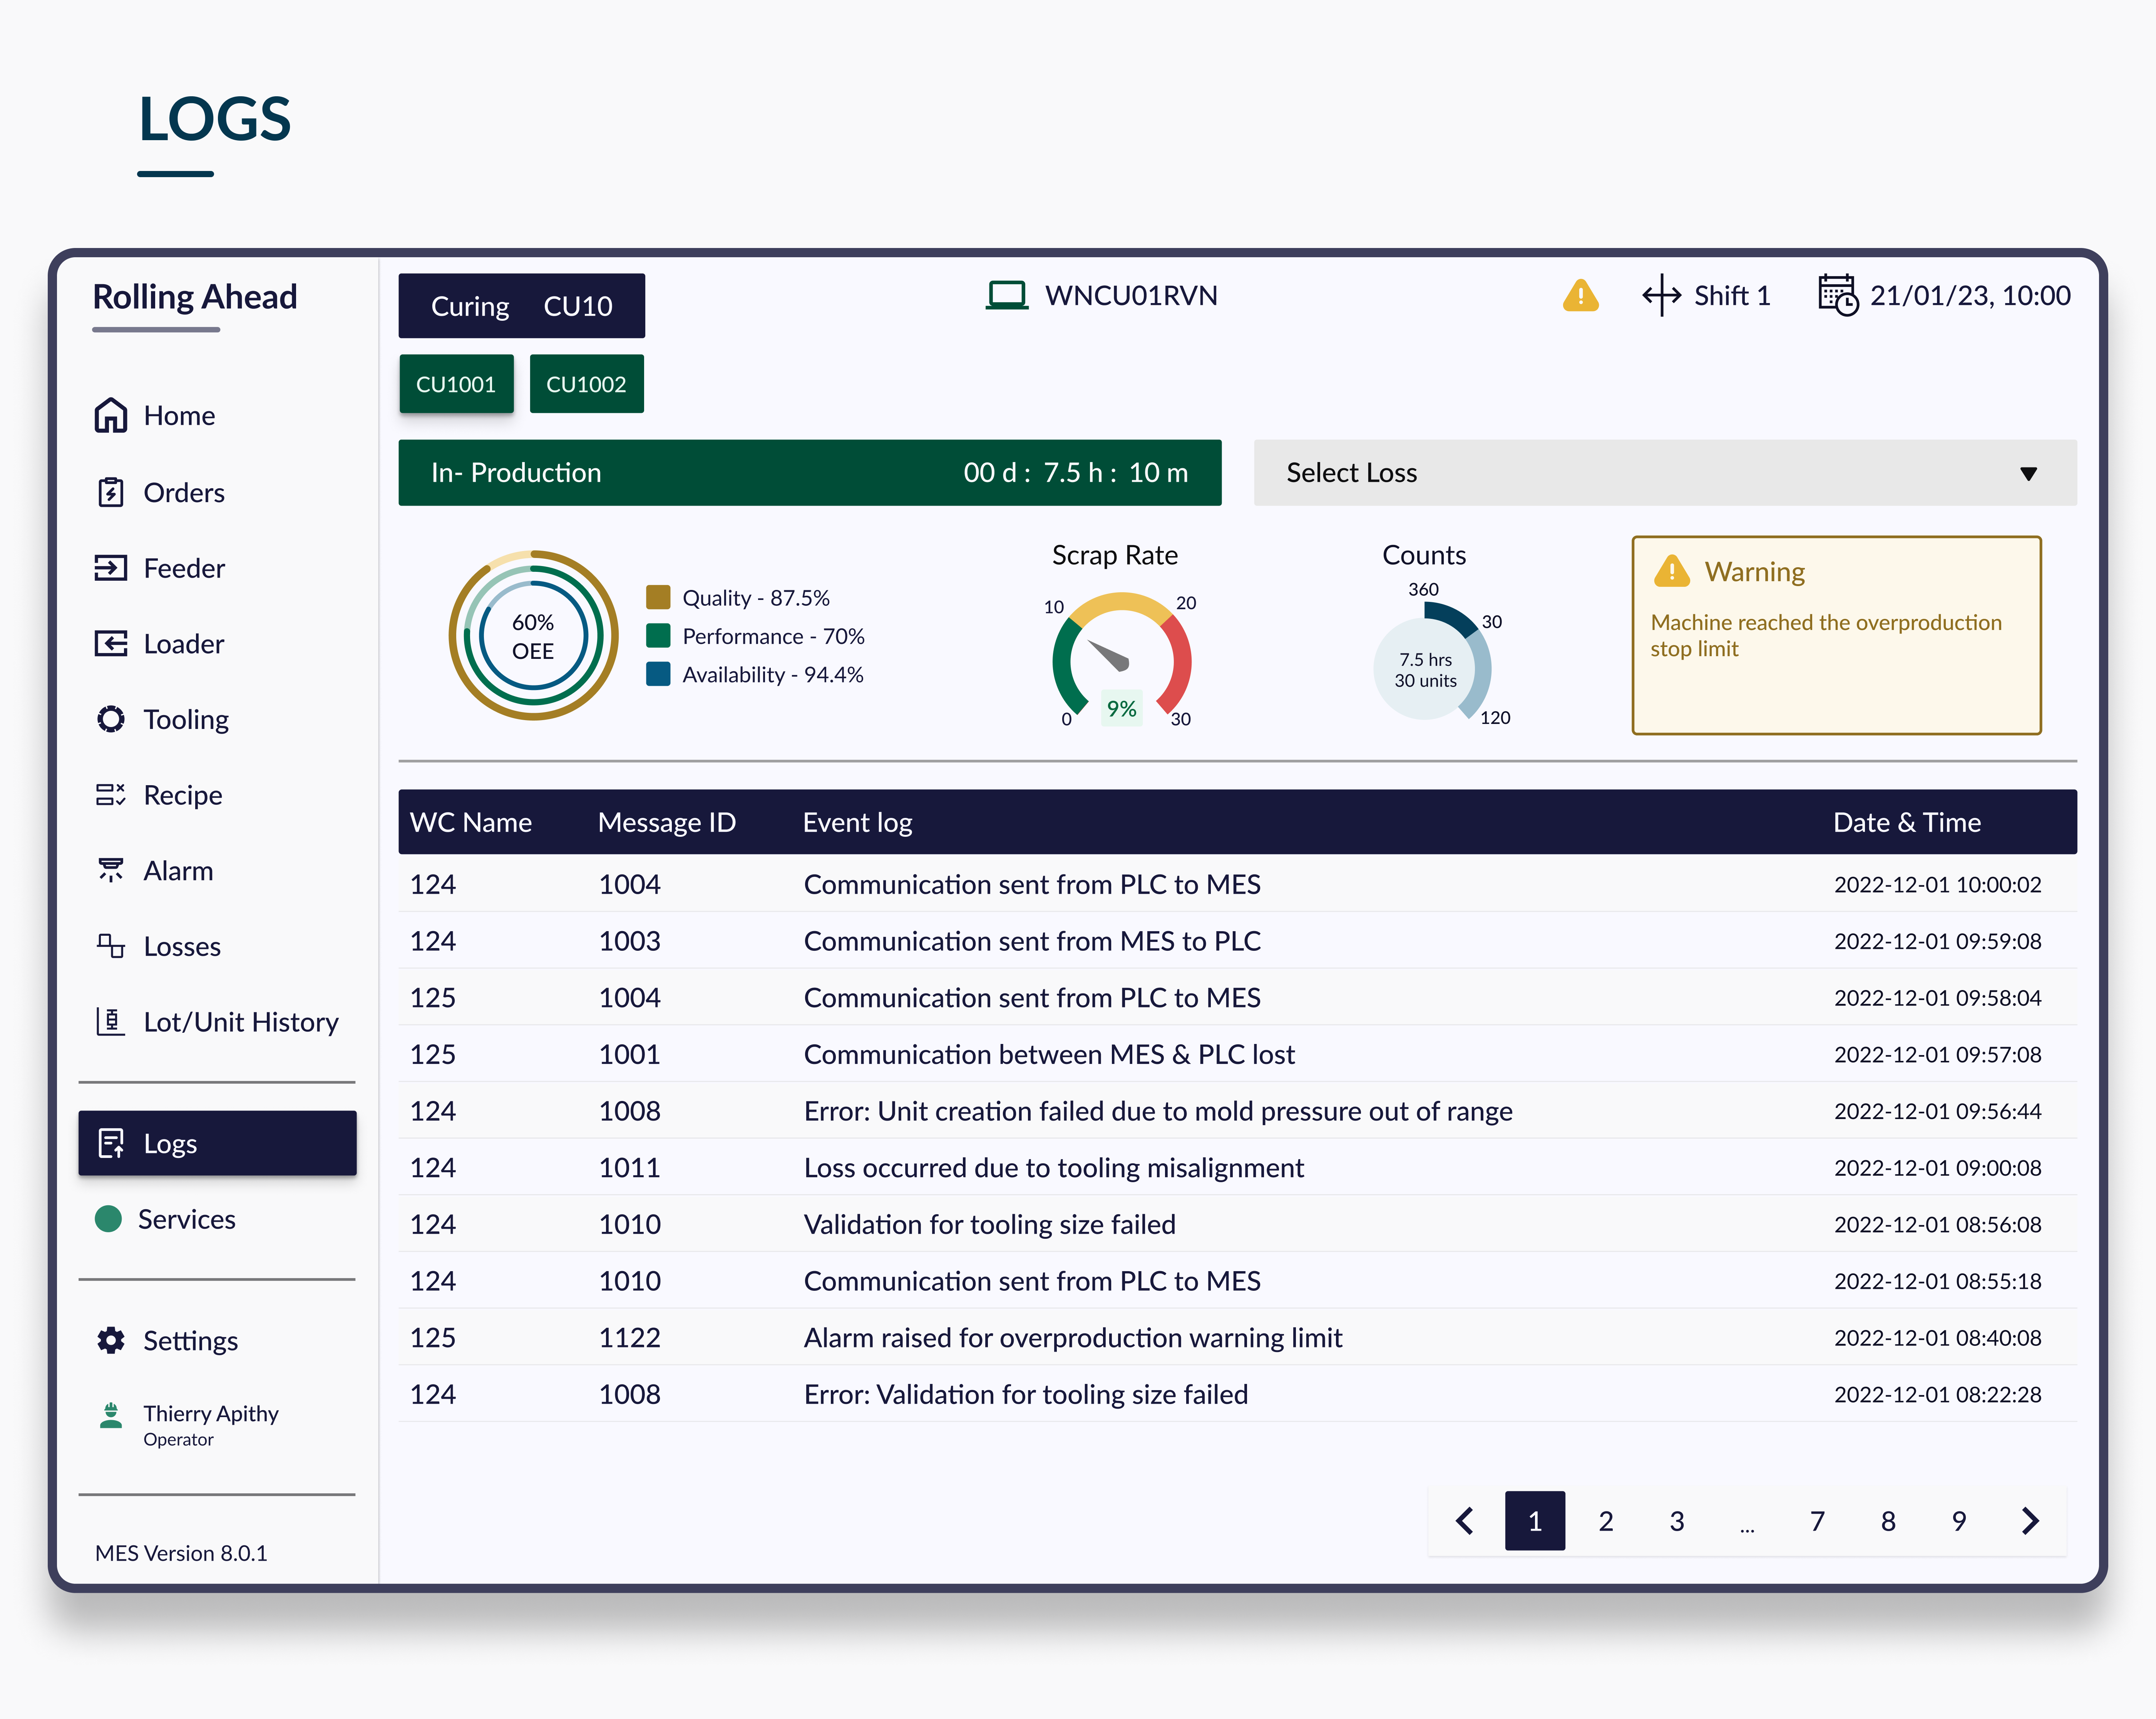 LOGS
Rolling Ahead
Home
Orders
Feeder
Loader
Tooling
Recipe
Alarm
Losses
Lot/Unit History
Logs
Services
Settings
Thierry Apithy
Operator
MES Version 8.0.1
Curing CU10
WNCU01RVN
Shift 1
21/01/23, 10:00
CU1001 CU1002
In- Production 00 d : 7.5 h : 10 m
Select Loss
60%
OEE
Quality - 87.5%
Performance - 70%
Availability - 94.4%
Scrap Rate
10
20
0
9%
30
Counts
360
30
7.5 hrs
30 units
120
Warning
Machine reached the overproduction
stop limit
WC Name Message ID Event log Date & Time
124 1004 Communication sent from PLC to MES 2022-12-01 10:00:02
124 1003 Communication sent from MES to PLC 2022-12-01 09:59:08
125 1004 Communication sent from PLC to MES 2022-12-01 09:58:04
125 1001 Communication between MES & PLC lost 2022-12-01 09:57:08
124 1008 Error: Unit creation failed due to mold pressure out of range 2022-12-01 09:56:44
124 1011 Loss occurred due to tooling misalignment 2022-12-01 09:00:08
124 1010 Validation for tooling size failed 2022-12-01 08:56:08
124 1010 Communication sent from PLC to MES 2022-12-01 08:55:18
125 1122 Alarm raised for overproduction warning limit 2022-12-01 08:40:08
124 1008 Error: Validation for tooling size failed 2022-12-01 08:22:28
1 2 3 ... 7 8 9